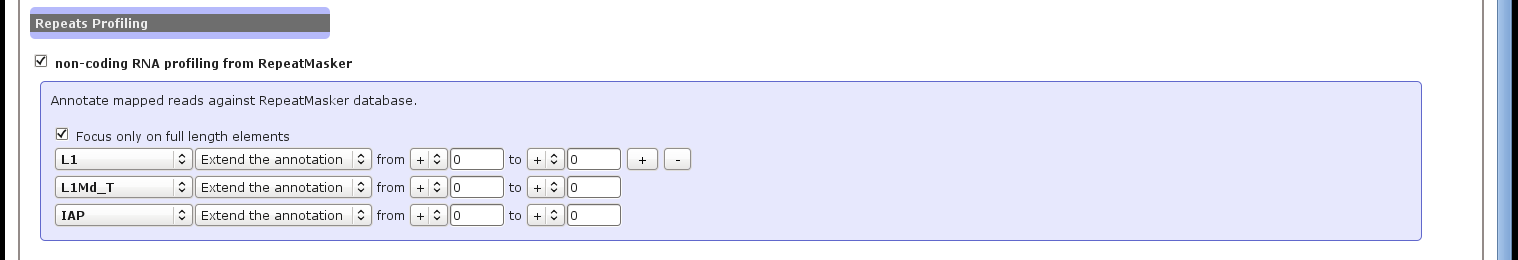 Repeats Profiling
non-coding RNA profiling from RepeatMasker
Annotate mapped reads against RepeatMasker database.
Focus only on full length elements
L1 Extend the annotation from + 0 to + 0 + -
L1Md_T Extend the annotation from + 0 to + 0
IAP Extend the annotation from + 0 to + 0